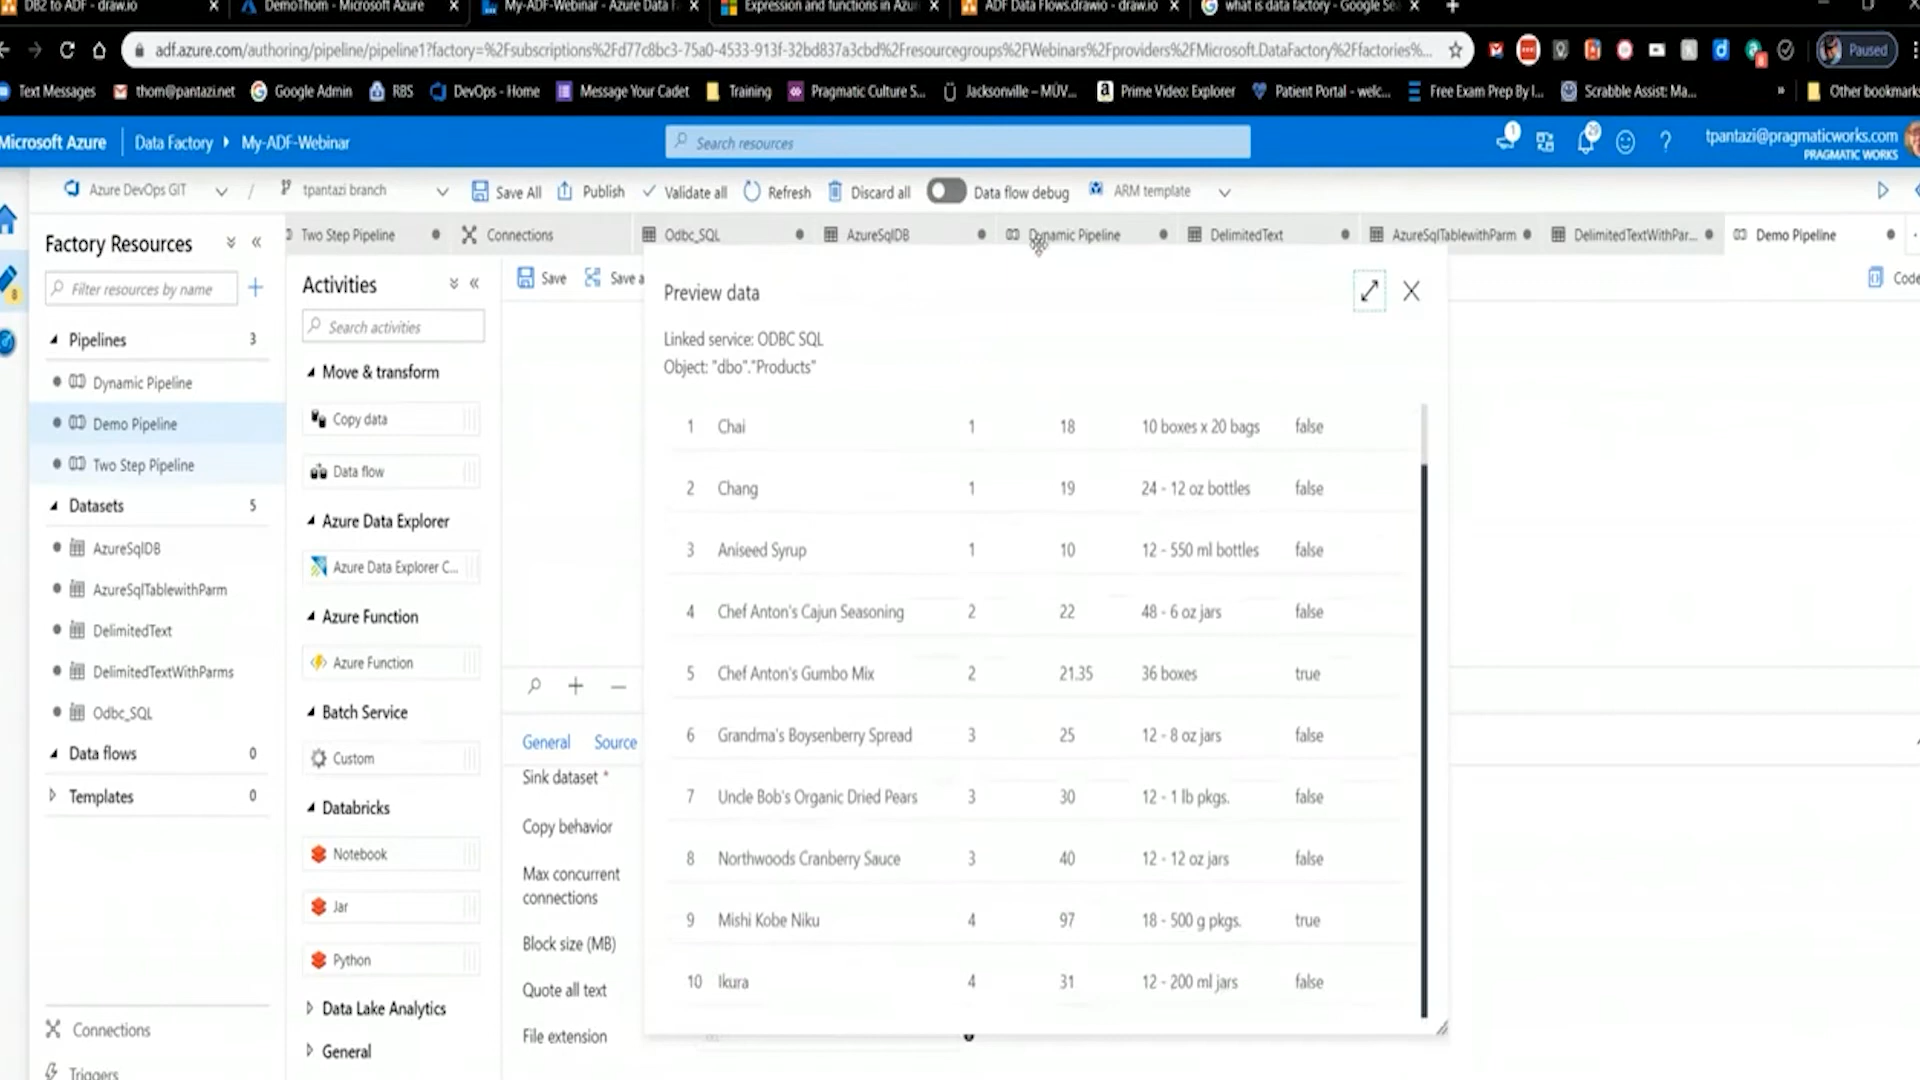 DB2 to ADF - draw.io
DemoThom - Microsoft Azure
My-ADF-Webinar - Azure Data F
Expression and functions in Azur
ADF Data Flows.drawio - draw.io
what is data factory - Google Se
adf.azure.com/authoring/pipeline/pipeline1?factory=%2Fsubscriptions%2Fd77c8bc3-75a0-4533-913f-32bd837a3cbd%2Fresourcegroups%2FWebinars%2Fproviders%2FMicrosoft.DataFactory%2Ffactories%...
Paused
Text Messages
thom@pantazi.net
Google Admin
RBS
DevOps - Home
Message Your Cadet
Training
Pragmatic Culture S...
Jacksonville – MÜV...
Prime Video: Explorer
Patient Portal - welc...
Free Exam Prep By I...
Scrabble Assist: Ma...
»
Other bookmarks
Microsoft Azure
Data Factory
My-ADF-Webinar
Search resources
1
?
tpantazi@pragmaticworks.com
PRAGMATIC WORKS
Azure DevOps GIT
/
tpantazi branch
Save All
Publish
Validate all
Refresh
Discard all
Data flow debug
ARM template
Two Step Pipeline
Connections
Odbc_SQL
AzureSqlDB
Dynamic Pipeline
DelimitedText
AzureSqlTablewithParm
DelimitedTextWithPar...
Demo Pipeline
Factory Resources
Filter resources by name
8
Pipelines 3
Dynamic Pipeline
Demo Pipeline
Two Step Pipeline
Datasets 5
AzureSqlDB
AzureSqlTablewithParm
DelimitedText
DelimitedTextWithParms
Odbc_SQL
Data flows 0
Templates 0
Connections
Triggers
Activities
Search activities
Move & transform
Copy data
Data flow
Azure Data Explorer
Azure Data Explorer C...
Azure Function
Azure Function
Batch Service
Custom
Databricks
Notebook
Jar
Python
Data Lake Analytics
General
Save
Save a
Code
General
Source
Sink dataset *
Copy behavior
Max concurrent
connections
Block size (MB)
Quote all text
File extension
Preview data
Linked service: ODBC SQL
Object: "dbo"."Products"
1 Chai 1 18 10 boxes x 20 bags false
2 Chang 1 19 24 - 12 oz bottles false
3 Aniseed Syrup 1 10 12 - 550 ml bottles false
4 Chef Anton's Cajun Seasoning 2 22 48 - 6 oz jars false
5 Chef Anton's Gumbo Mix 2 21.35 36 boxes true
6 Grandma's Boysenberry Spread 3 25 12 - 8 oz jars false
7 Uncle Bob's Organic Dried Pears 3 30 12 - 1 lb pkgs. false
8 Northwoods Cranberry Sauce 3 40 12 - 12 oz jars false
9 Mishi Kobe Niku 4 97 18 - 500 g pkgs. true
10 Ikura 4 31 12 - 200 ml jars false